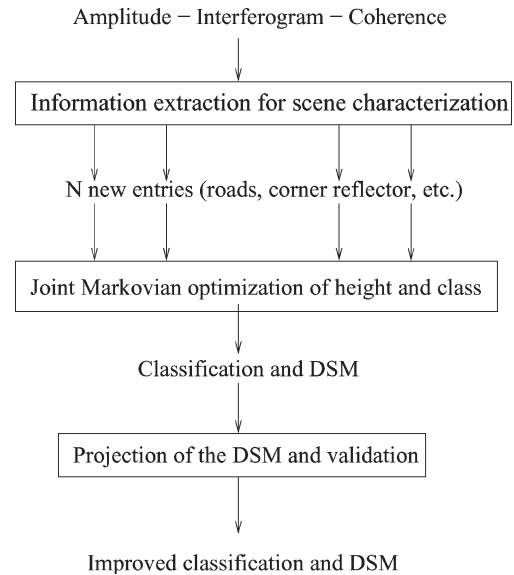 Amplitude − Interferogram − Coherence
Information extraction for scene characterization
N new entries (roads, corner reflector, etc.)
Joint Markovian optimization of height and class
Classification and DSM
Projection of the DSM and validation
Improved classification and DSM